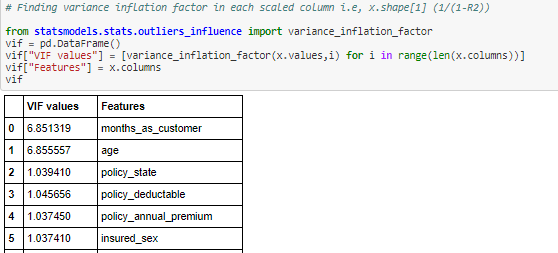 # Finding variance inflation factor in each scaled column i.e, x.shape[1] (1/(1-R2))
from statsmodels.stats.outliers_influence import variance_inflation_factor
vif = pd.DataFrame()
vif["VIF values"] = [variance_inflation_factor(x.values,i) for i in range(len(x.columns))]
vif["Features"] = x.columns
vif
VIF values Features
0 6.851319 months_as_customer
1 6.855557 age
2 1.039410 policy_state
3 1.045656 policy_deductable
4 1.037450 policy_annual_premium
5 1.037410 insured_sex